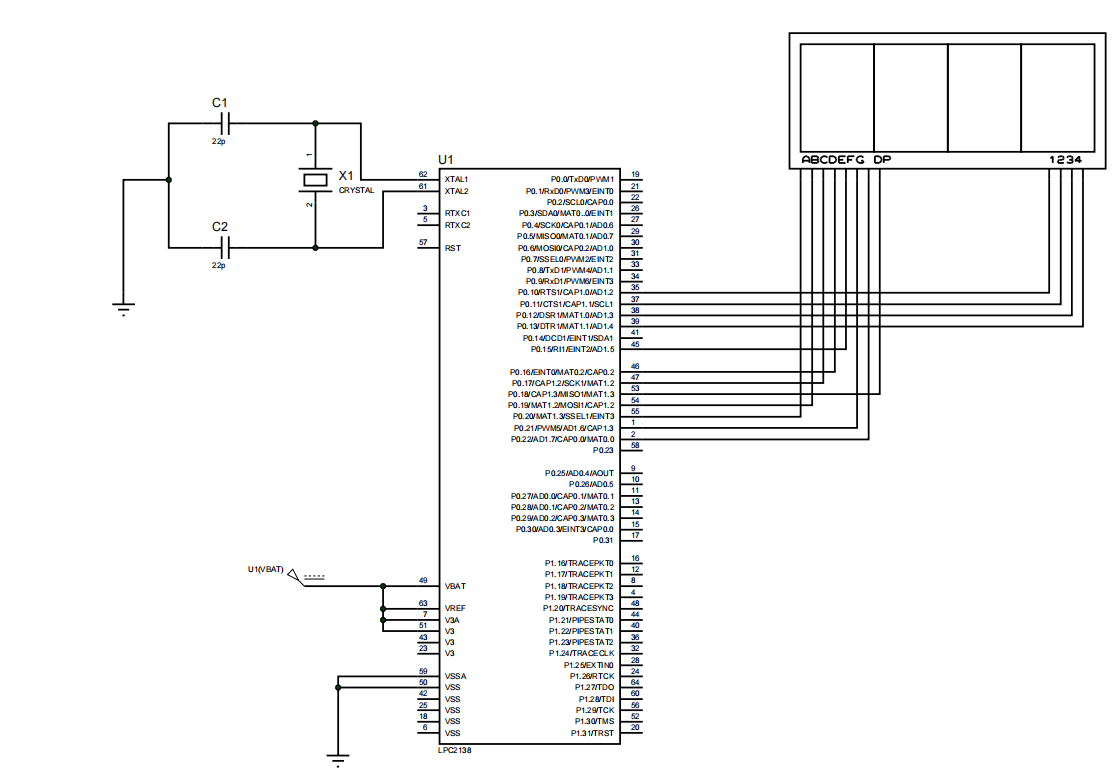 C1
22p
X1
CRYSTAL
1
2
C2
22p
U1
62 XTAL1
61 XTAL2
3 RTXC1
5 RTXC2
57 RST
U1(VBAT)
49 VBAT
63 VREF
7 V3A
51 V3
43 V3
23 V3
59 VSSA
50 VSS
42 VSS
25 VSS
18 VSS
6 VSS
LPC2138
P0.0/TxD0/PWM1 19
P0.1/RxD0/PWM3/EINT0 21
P0.2/SCL0/CAP0.0 22
P0.3/SDA0/MAT0..0/EINT1 26
P0.4/SCK0/CAP0.1/AD0.6 27
P0.5/MISO0/MAT0.1/AD0.7 29
P0.6/MOSI0/CAP0.2/AD1.0 30
P0.7/SSEL0/PWM2/EINT2 31
P0.8/TxD1/PWM4/AD1.1 33
P0.9/RxD1/PWM6/EINT3 34
P0.10/RTS1/CAP1.0/AD1.2 35
P0.11/CTS1/CAP1.1/SCL1 37
P0.12/DSR1/MAT1.0/AD1.3 38
P0.13/DTR1/MAT1.1/AD1.4 39
P0.14/DCD1/EINT1/SDA1 41
P0.15/RI1/EINT2/AD1.5 45
P0.16/EINT0/MAT0.2/CAP0.2 46
P0.17/CAP1.2/SCK1/MAT1.2 47
P0.18/CAP1.3/MISO1/MAT1.3 53
P0.19/MAT1.2/MOSI1/CAP1.2 54
P0.20/MAT1.3/SSEL1/EINT3 55
P0.21/PWM5/AD1.6/CAP1.3 1
P0.22/AD1.7/CAP0.0/MAT0.0 2
P0.23 58
P0.25/AD0.4/AOUT 9
P0.26/AD0.5 10
P0.27/AD0.0/CAP0.1/MAT0.1 11
P0.28/AD0.1/CAP0.2/MAT0.2 13
P0.29/AD0.2/CAP0.3/MAT0.3 14
P0.30/AD0.3/EINT3/CAP0.0 15
P0.31 17
P1.16/TRACEPKT0 16
P1.17/TRACEPKT1 12
P1.18/TRACEPKT2 8
P1.19/TRACEPKT3 4
P1.20/TRACESYNC 48
P1.21/PIPESTAT0 44
P1.22/PIPESTAT1 40
P1.23/PIPESTAT2 36
P1.24/TRACECLK 32
P1.25/EXTIN0 28
P1.26/RTCK 24
P1.27/TDO 64
P1.28/TDI 60
P1.29/TCK 56
P1.30/TMS 52
P1.31/TRST 20
ABCDEFG DP 1234